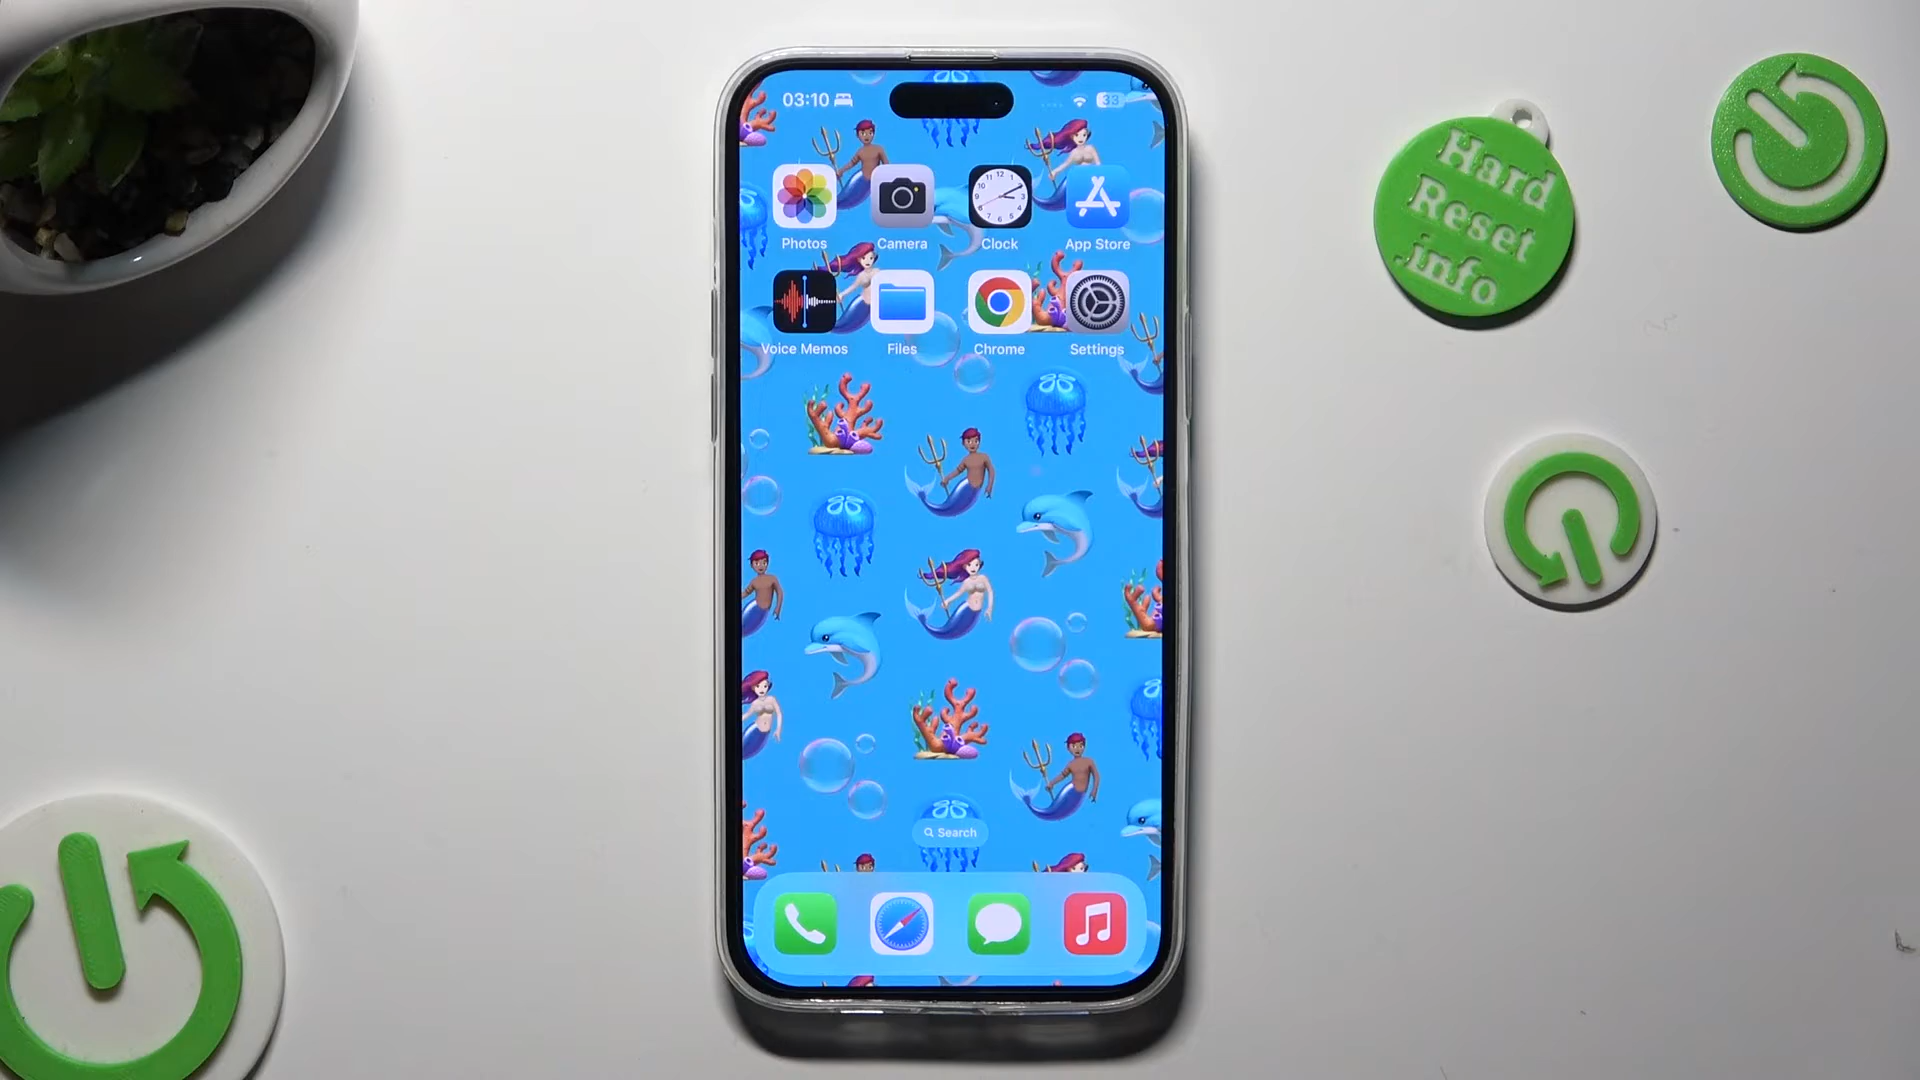 03:10
33
Photos
Camera
Clock
App Store
Voice Memos
Files
Chrome
Settings
Search
Hard
Reset
.info